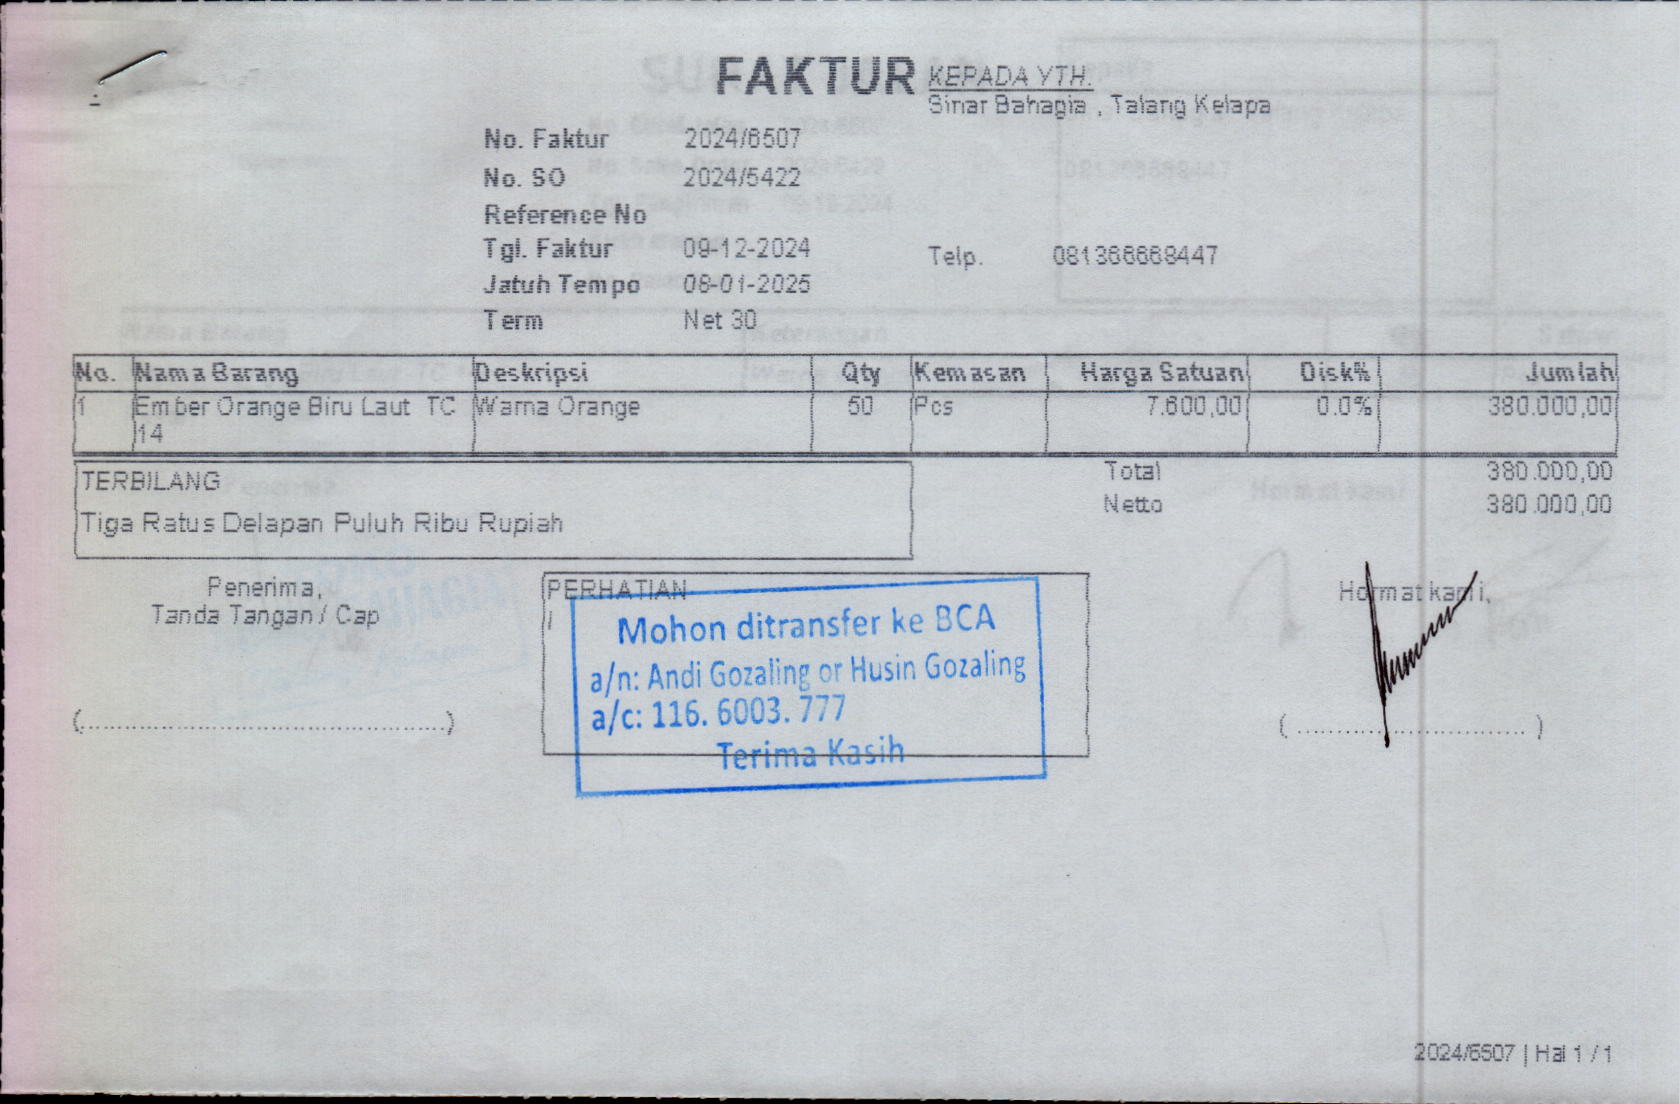 FAKTUR
KEPADA YTH.
Sinar Bahagia , Talang Kelapa
No. Faktur 2024/6507
No. SO 2024/5422
Reference No
Tgl. Faktur 09-12-2024
Telp. 081366668447
Jatuh Tempo 08-01-2025
Term Net 30
No. Nama Barang Deskripsi Qty Kemasan Harga Satuan Disk% Jumlah
1 Ember Orange Biru Laut TC Warna Orange 50 Pcs 7.600,00 0.0% 380.000,00
14
TERBILANG
Tiga Ratus Delapan Puluh Ribu Rupiah
Total 380.000,00
Netto 380.000,00
Penerima,
Tanda Tangan / Cap
(......................................................)
PERHATIAN
Mohon ditransfer ke BCA
a/n: Andi Gozaling or Husin Gozaling
a/c: 116. 6003. 777
Terima Kasih
Hormat kami,
(..................................)
2024/6507 | Hal 1 / 1